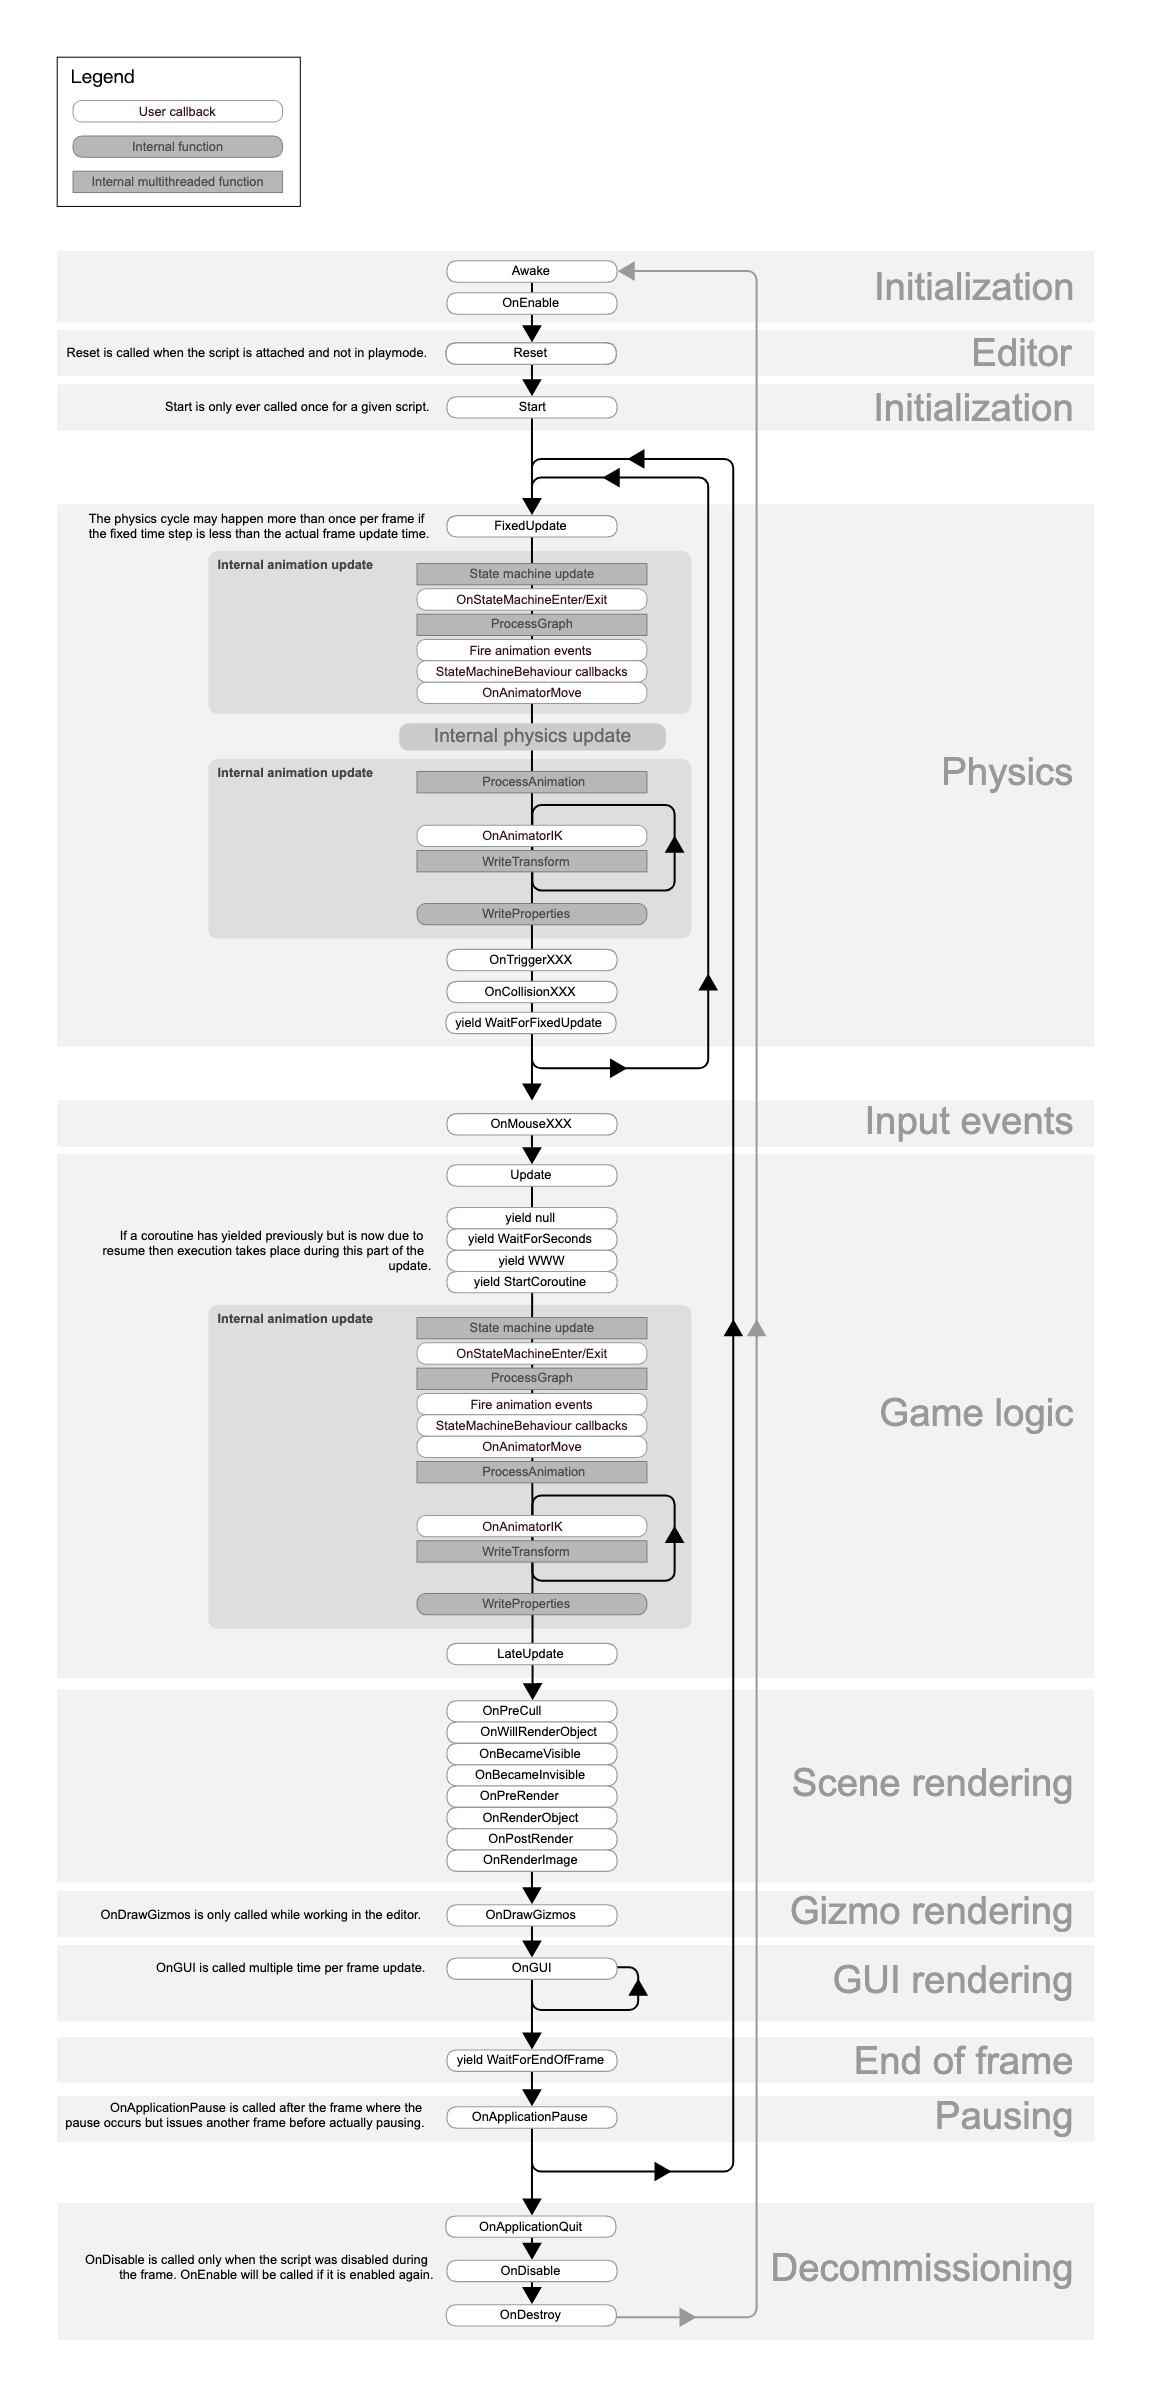 Legend
User callback
Internal function
Internal multithreaded function
Awake
Initialization
OnEnable
Reset is called when the script is attached and not in playmode.
Reset
Editor
Start is only ever called once for a given script.
Start
Initialization
The physics cycle may happen more than once per frame if
the fixed time step is less than the actual frame update time.
FixedUpdate
Internal animation update
State machine update
OnStateMachineEnter/Exit
ProcessGraph
Fire animation events
StateMachineBehaviour callbacks
OnAnimatorMove
Internal physics update
Physics
Internal animation update
ProcessAnimation
OnAnimatorIK
WriteTransform
WriteProperties
OnTriggerXXX
OnCollisionXXX
yield WaitForFixedUpdate
OnMouseXXX
Input events
Update
yield null
If a coroutine has yielded previously but is now due to
resume then execution takes place during this part of the
update.
yield WaitForSeconds
yield WWW
yield StartCoroutine
Internal animation update
State machine update
OnStateMachineEnter/Exit
ProcessGraph
Fire animation events
StateMachineBehaviour callbacks
OnAnimatorMove
Game logic
ProcessAnimation
OnAnimatorIK
WriteTransform
WriteProperties
LateUpdate
OnPreCull
OnWillRenderObject
OnBecameVisible
OnBecameInvisible
OnPreRender
OnRenderObject
OnPostRender
OnRenderImage
Scene rendering
OnDrawGizmos is only called while working in the editor.
OnDrawGizmos
Gizmo rendering
OnGUI is called multiple time per frame update.
OnGUI
GUI rendering
yield WaitForEndOfFrame
End of frame
OnApplicationPause is called after the frame where the
pause occurs but issues another frame before actually pausing.
OnApplicationPause
Pausing
OnApplicationQuit
OnDisable is called only when the script was disabled during
the frame. OnEnable will be called if it is enabled again.
OnDisable
Decommissioning
OnDestroy